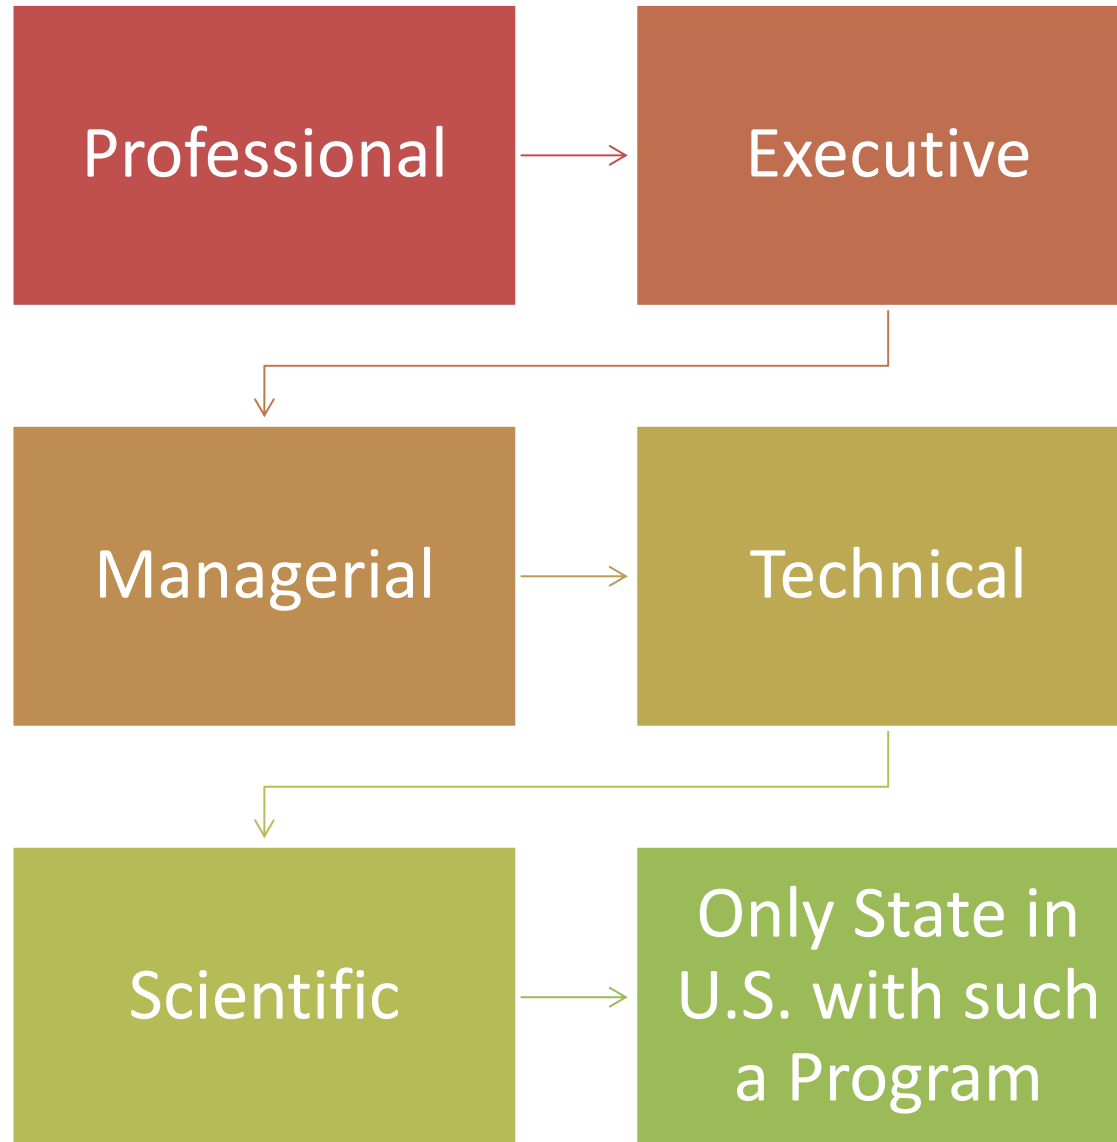 Professional
Executive
Managerial
Technical
Scientific
Only State in
U.S. with such
a Program